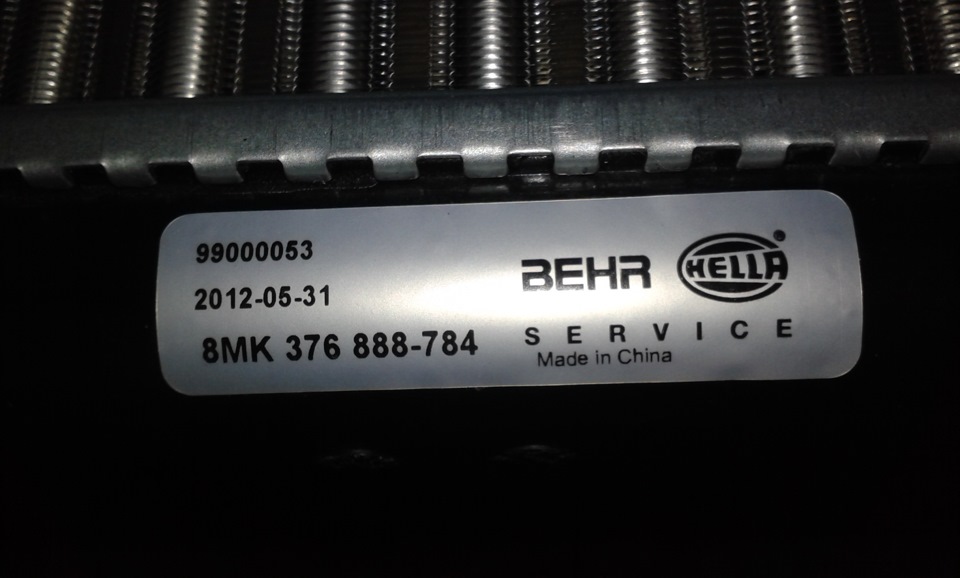 99000053
2012-05-31
8MK 376 888-784
BEHR HELLA®
SERVICE
Made in China